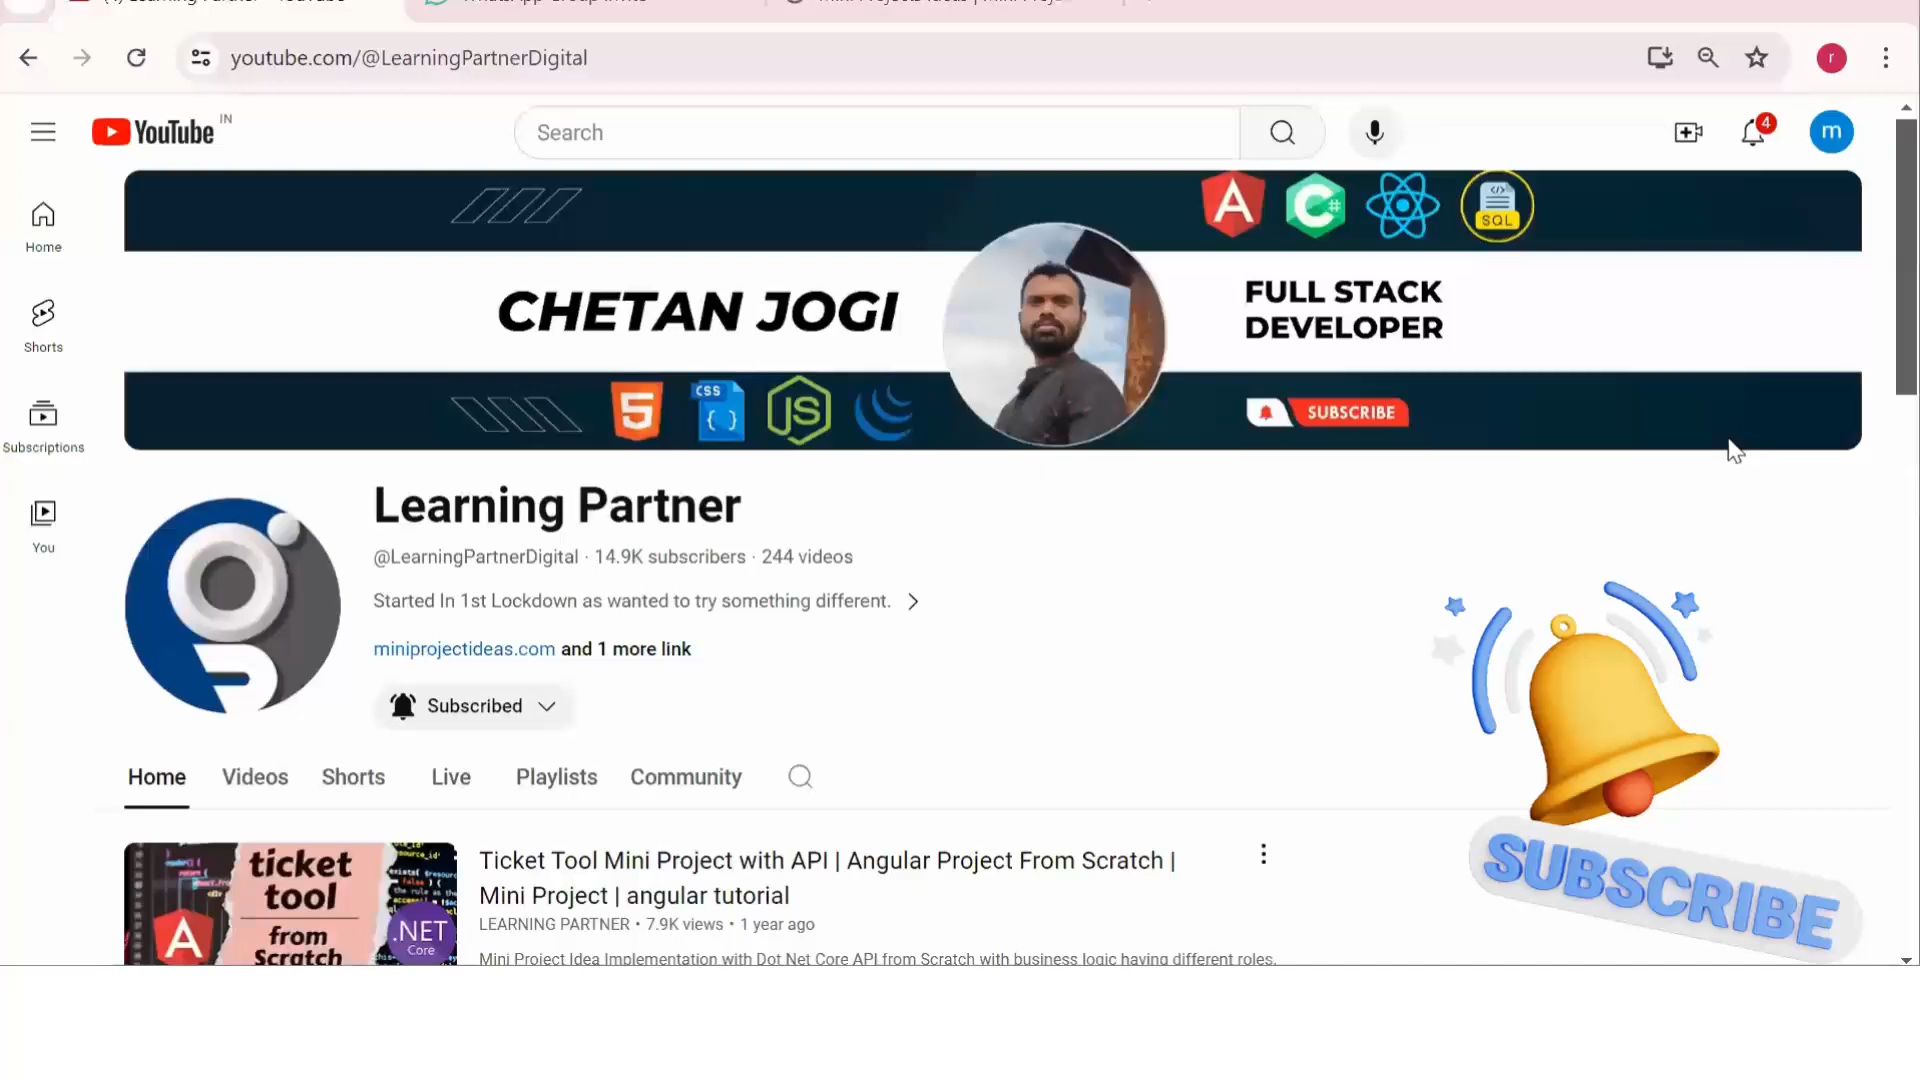 youtube.com/@LearningPartnerDigital
r
YouTube IN
Search
4
m
Home
Shorts
Subscriptions
You
C#
</>
SQL
CHETAN JOGI
FULL STACK
DEVELOPER
5
CSS
{ }
JS
SUBSCRIBE
Learning Partner
@LearningPartnerDigital · 14.9K subscribers · 244 videos
Started In 1st Lockdown as wanted to try something different.
miniprojectideas.com and 1 more link
Subscribed
Home Videos Shorts Live Playlists Community
ticket
tool
from
Scratch
A
.NET
Core
Ticket Tool Mini Project with API | Angular Project From Scratch |
Mini Project | angular tutorial
LEARNING PARTNER • 7.9K views • 1 year ago
Mini Project Idea Implementation with Dot Net Core API from Scratch with business logic having different roles.
SUBSCRIBE